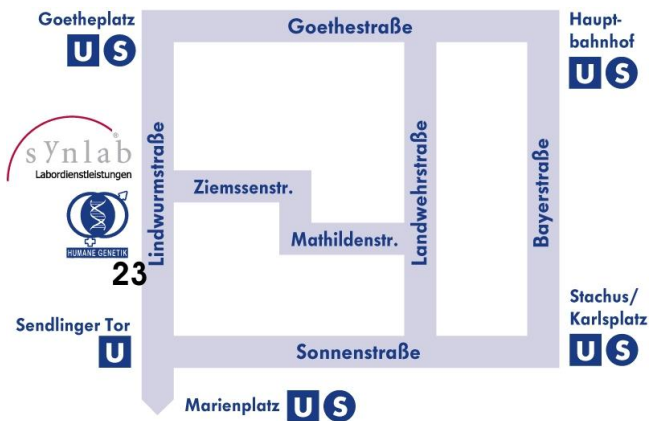 Goetheplatz
U S
Goethestraße
Haupt-
bahnhof
U S
synlab®
Labordienstleistungen
HUMANE GENETIK
23
Lindwurmstraße
Ziemssenstr.
Mathildenstr.
Landwehrstraße
Bayerstraße
Sendlinger Tor
U
Sonnenstraße
Stachus/
Karlsplatz
U S
Marienplatz U S